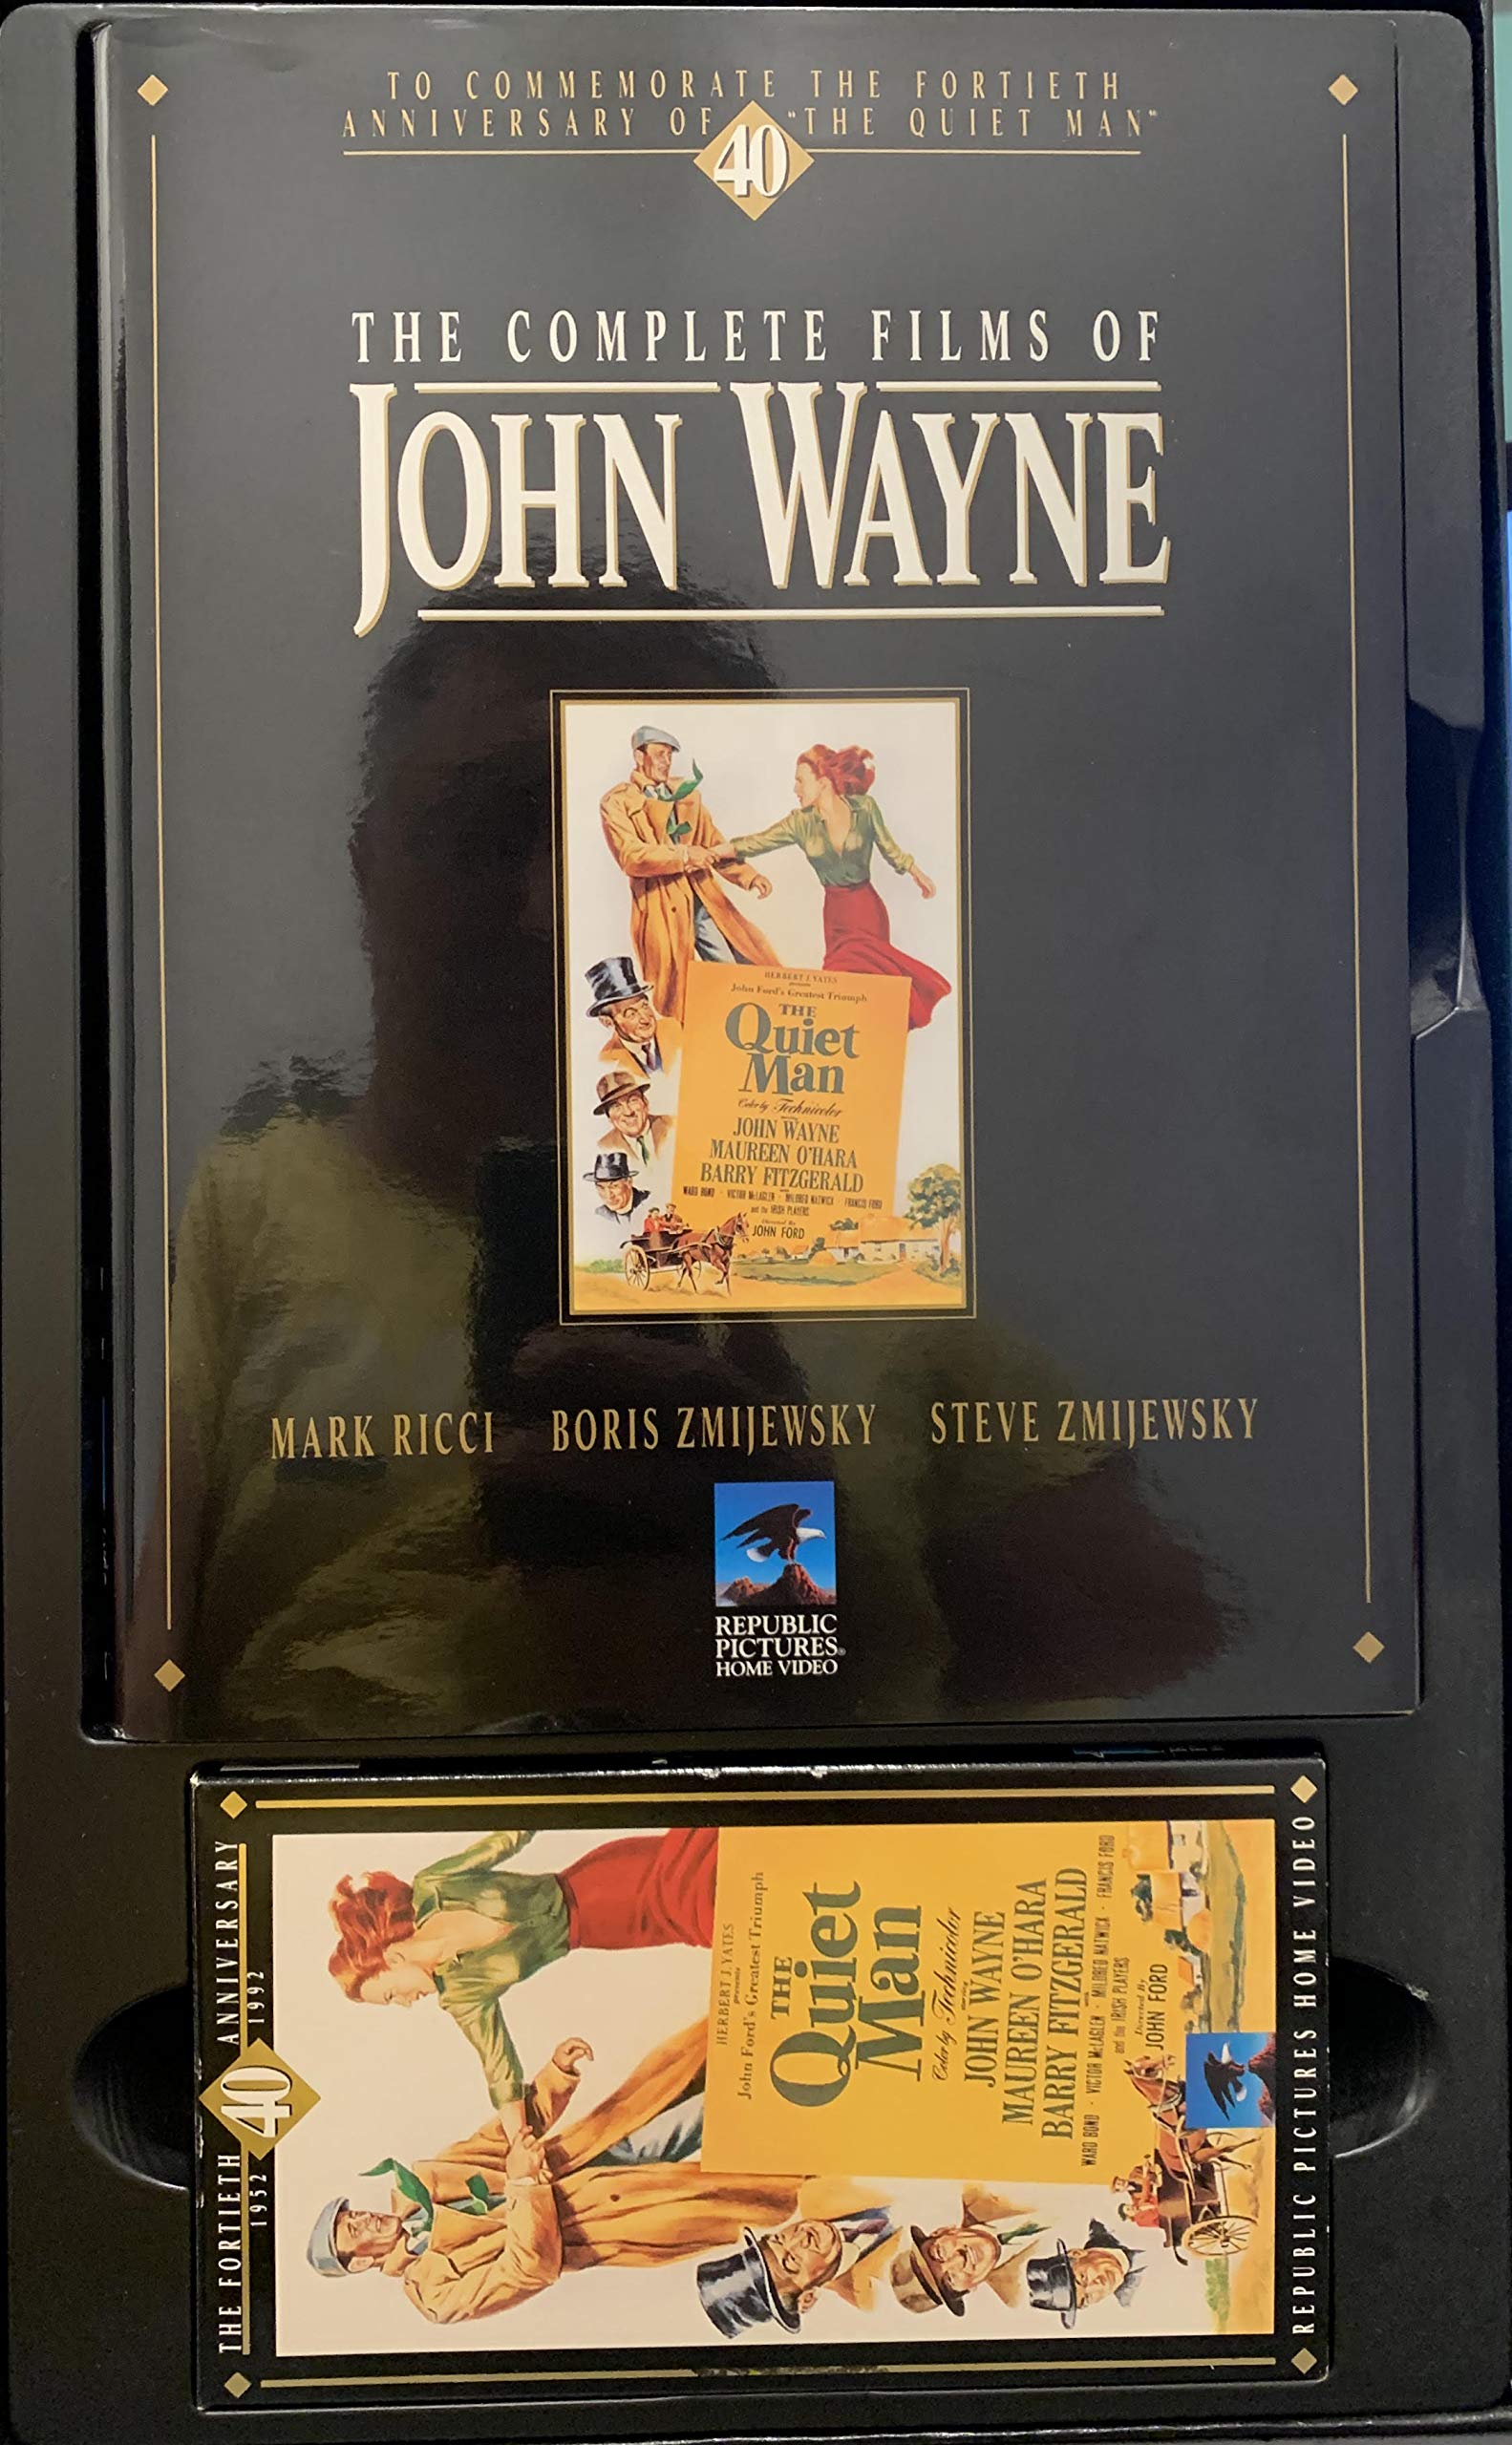 TO COMMEMORATE THE FORTIETH
ANNIVERSARY OF "THE QUIET MAN"
40
THE COMPLETE FILMS OF
JOHN WAYNE
HERBERT J. YATES
presents
John Ford's Greatest Triumph
THE
Quiet
Man
Color by Technicolor
JOHN WAYNE
MAUREEN O'HARA
BARRY FITZGERALD
WARD BOND · VICTOR McLAGLEN · MILDRED NATWICK · FRANCIS FORD
and the IRISH PLAYERS
Directed By
JOHN FORD
MARK RICCI BORIS ZMIJEWSKY STEVE ZMIJEWSKY
REPUBLIC
PICTURES®
HOME VIDEO
THE FORTIETH 40 ANNIVERSARY
1952 1992
HERBERT J. YATES
presents
John Ford's Greatest Triumph
THE
Quiet
Man
Color by Technicolor
starring
JOHN WAYNE
MAUREEN O'HARA
BARRY FITZGERALD
with
WARD BOND · VICTOR McLAGLEN · MILDRED NATWICK · FRANCIS FORD
and the IRISH PLAYERS
Directed By
JOHN FORD
REPUBLIC PICTURES HOME VIDEO